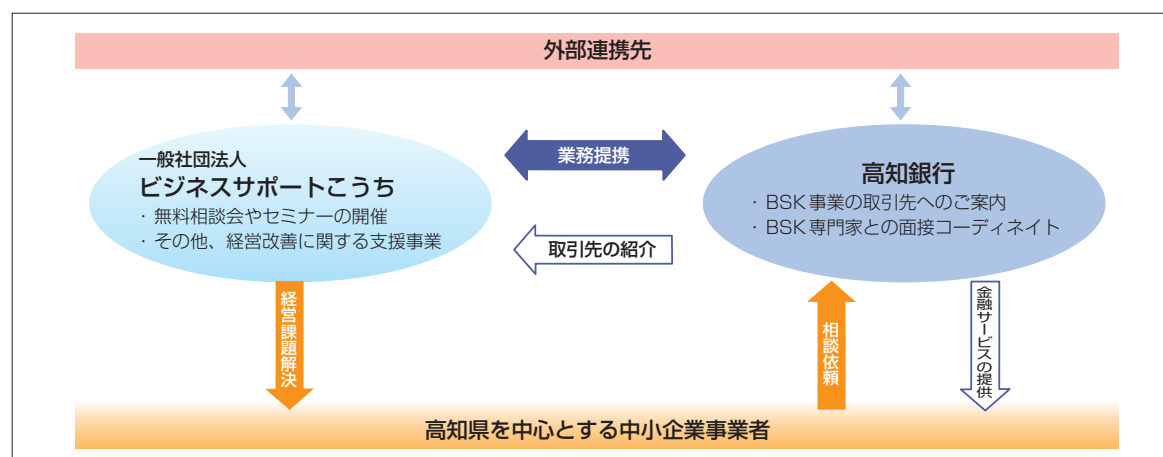 外部連携先
一般社団法人
ビジネスサポートこうち
・無料相談会やセミナーの開催
・その他、経営改善に関する支援事業
業務提携
取引先の紹介
高知銀行
・BSK事業の取引先へのご案内
・BSK専門家との面接コーディネイト
経営課題解決
相談依頼
金融サービスの提供
高知県を中心とする中小企業事業者